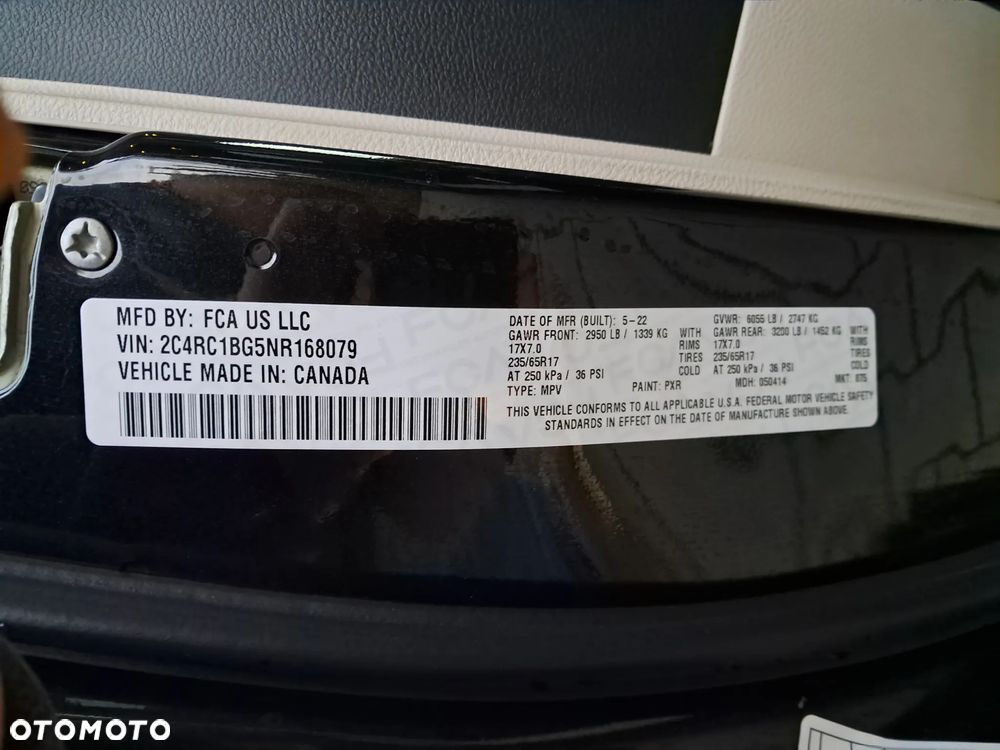 MFD BY: FCA US LLC
VIN: 2C4RC1BG5NR168079
VEHICLE MADE IN: CANADA
DATE OF MFR (BUILT): 5-22 GVWR: 6055 LB / 2747 KG
GAWR FRONT: 2950 LB / 1339 KG WITH GAWR REAR: 3200 LB / 1452 KG WITH
17X7.0 RIMS 17X7.0 RIMS
235/65R17 TIRES 235/65R17 TIRES
AT 250 kPa / 36 PSI COLD AT 250 kPa / 36 PSI COLD
TYPE: MPV PAINT: PXR MDH: 050414 MKT: 875
THIS VEHICLE CONFORMS TO ALL APPLICABLE U.S.A. FEDERAL MOTOR VEHICLE SAFETY
STANDARDS IN EFFECT ON THE DATE OF MANUFACTURE SHOWN ABOVE.
OTOMOTO